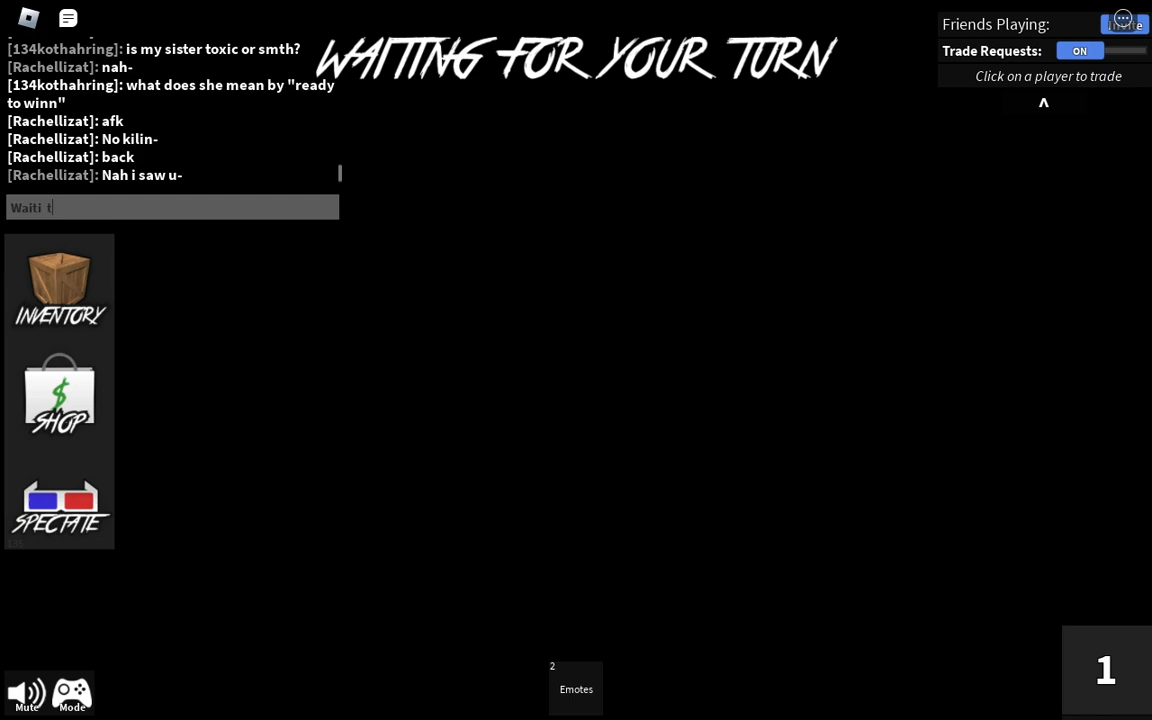 [134kothahring]: is my sister toxic or smth?
[Rachellizat]: nah-
[134kothahring]: what does she mean by "ready
to winn"
[Rachellizat]: afk
[Rachellizat]: No kilin-
[Rachellizat]: back
[Rachellizat]: Nah i saw u-
Waiti t
WAITING FOR YOUR TURN
Friends Playing:
Invite
Trade Requests: ON
Click on a player to trade
^
INVENTORY
$
SHOP
SPECTATE
135
Mute
Mode
2
Emotes
1